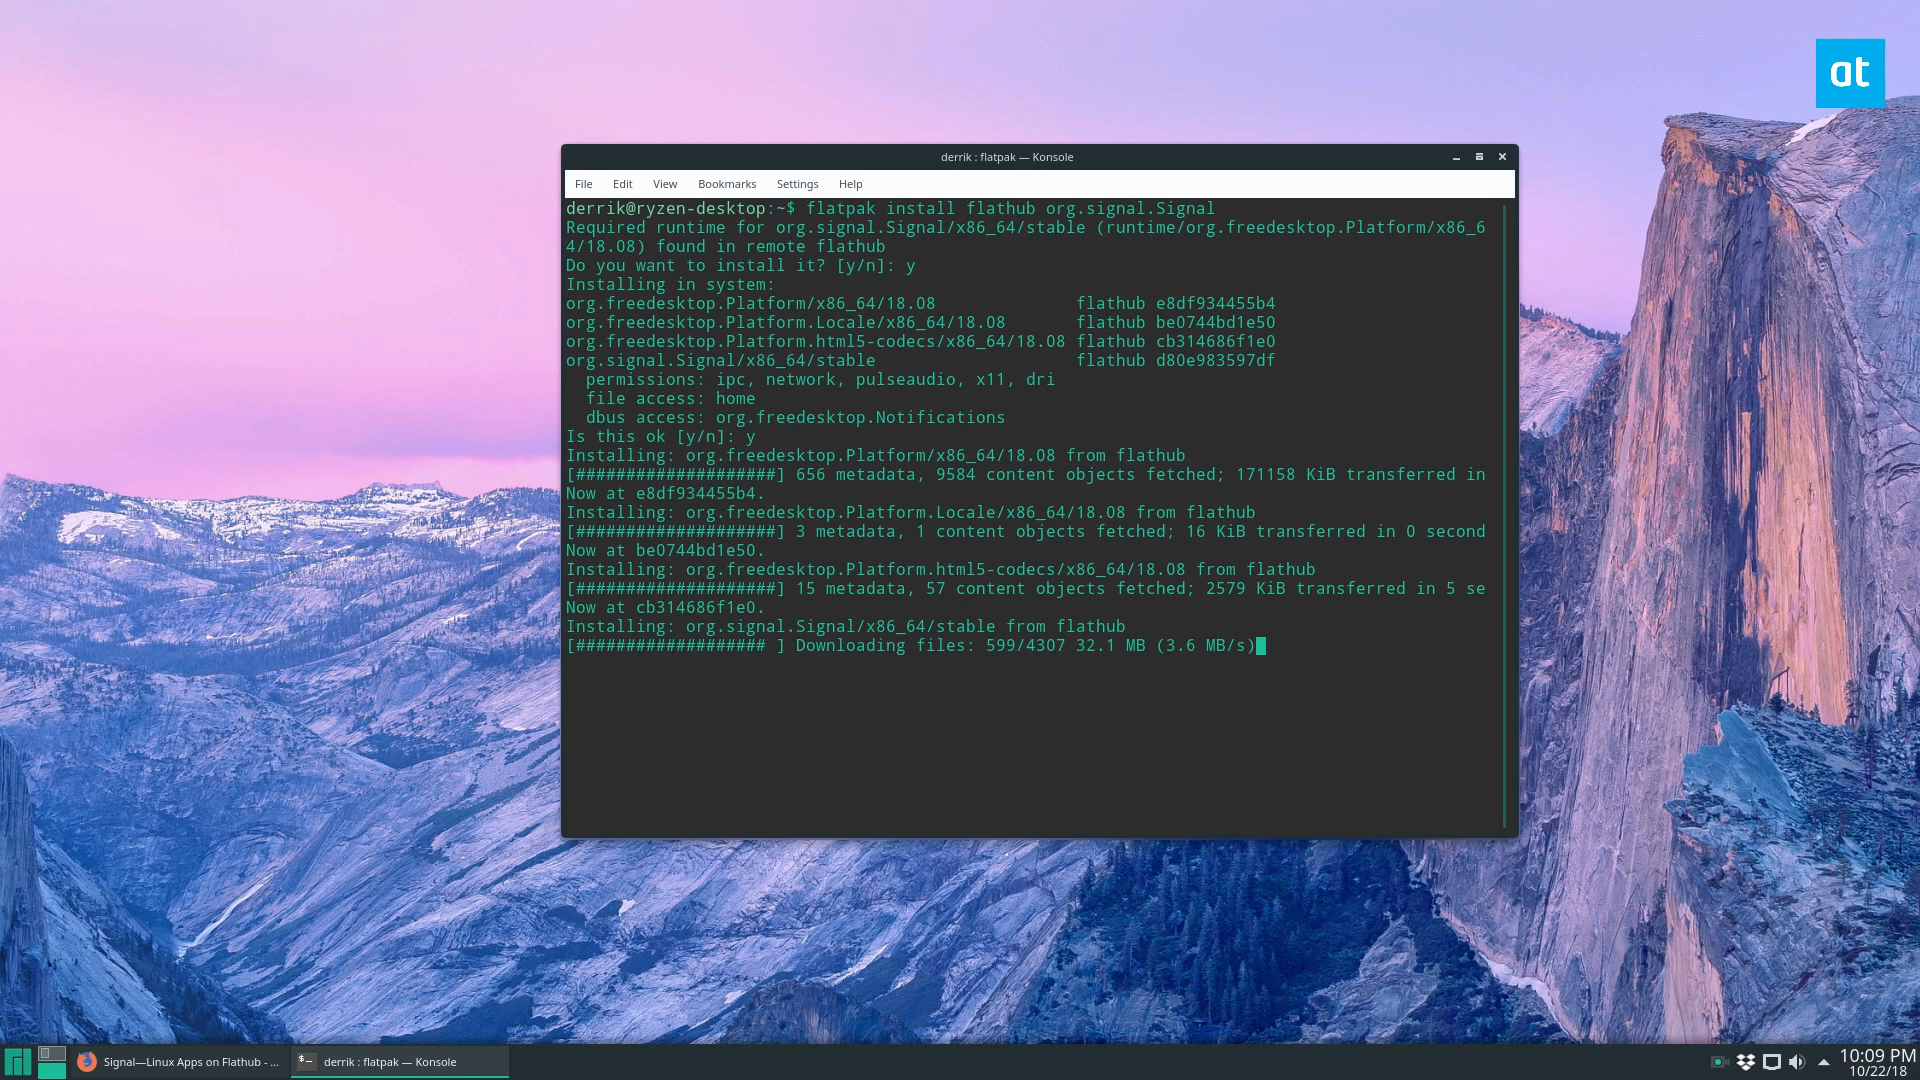 at
derrik : flatpak — Konsole
File Edit View Bookmarks Settings Help
derrik@ryzen-desktop:~$ flatpak install flathub org.signal.Signal
Required runtime for org.signal.Signal/x86_64/stable (runtime/org.freedesktop.Platform/x86_6
4/18.08) found in remote flathub
Do you want to install it? [y/n]: y
Installing in system:
org.freedesktop.Platform/x86_64/18.08 flathub e8df934455b4
org.freedesktop.Platform.Locale/x86_64/18.08 flathub be0744bd1e50
org.freedesktop.Platform.html5-codecs/x86_64/18.08 flathub cb314686f1e0
org.signal.Signal/x86_64/stable flathub d80e983597df
permissions: ipc, network, pulseaudio, x11, dri
file access: home
dbus access: org.freedesktop.Notifications
Is this ok [y/n]: y
Installing: org.freedesktop.Platform/x86_64/18.08 from flathub
[####################] 656 metadata, 9584 content objects fetched; 171158 KiB transferred in
Now at e8df934455b4.
Installing: org.freedesktop.Platform.Locale/x86_64/18.08 from flathub
[####################] 3 metadata, 1 content objects fetched; 16 KiB transferred in 0 second
Now at be0744bd1e50.
Installing: org.freedesktop.Platform.html5-codecs/x86_64/18.08 from flathub
[####################] 15 metadata, 57 content objects fetched; 2579 KiB transferred in 5 se
Now at cb314686f1e0.
Installing: org.signal.Signal/x86_64/stable from flathub
[################### ] Downloading files: 599/4307 32.1 MB (3.6 MB/s)
Signal—Linux Apps on Flathub - ...
derrik : flatpak — Konsole
10:09 PM
10/22/18